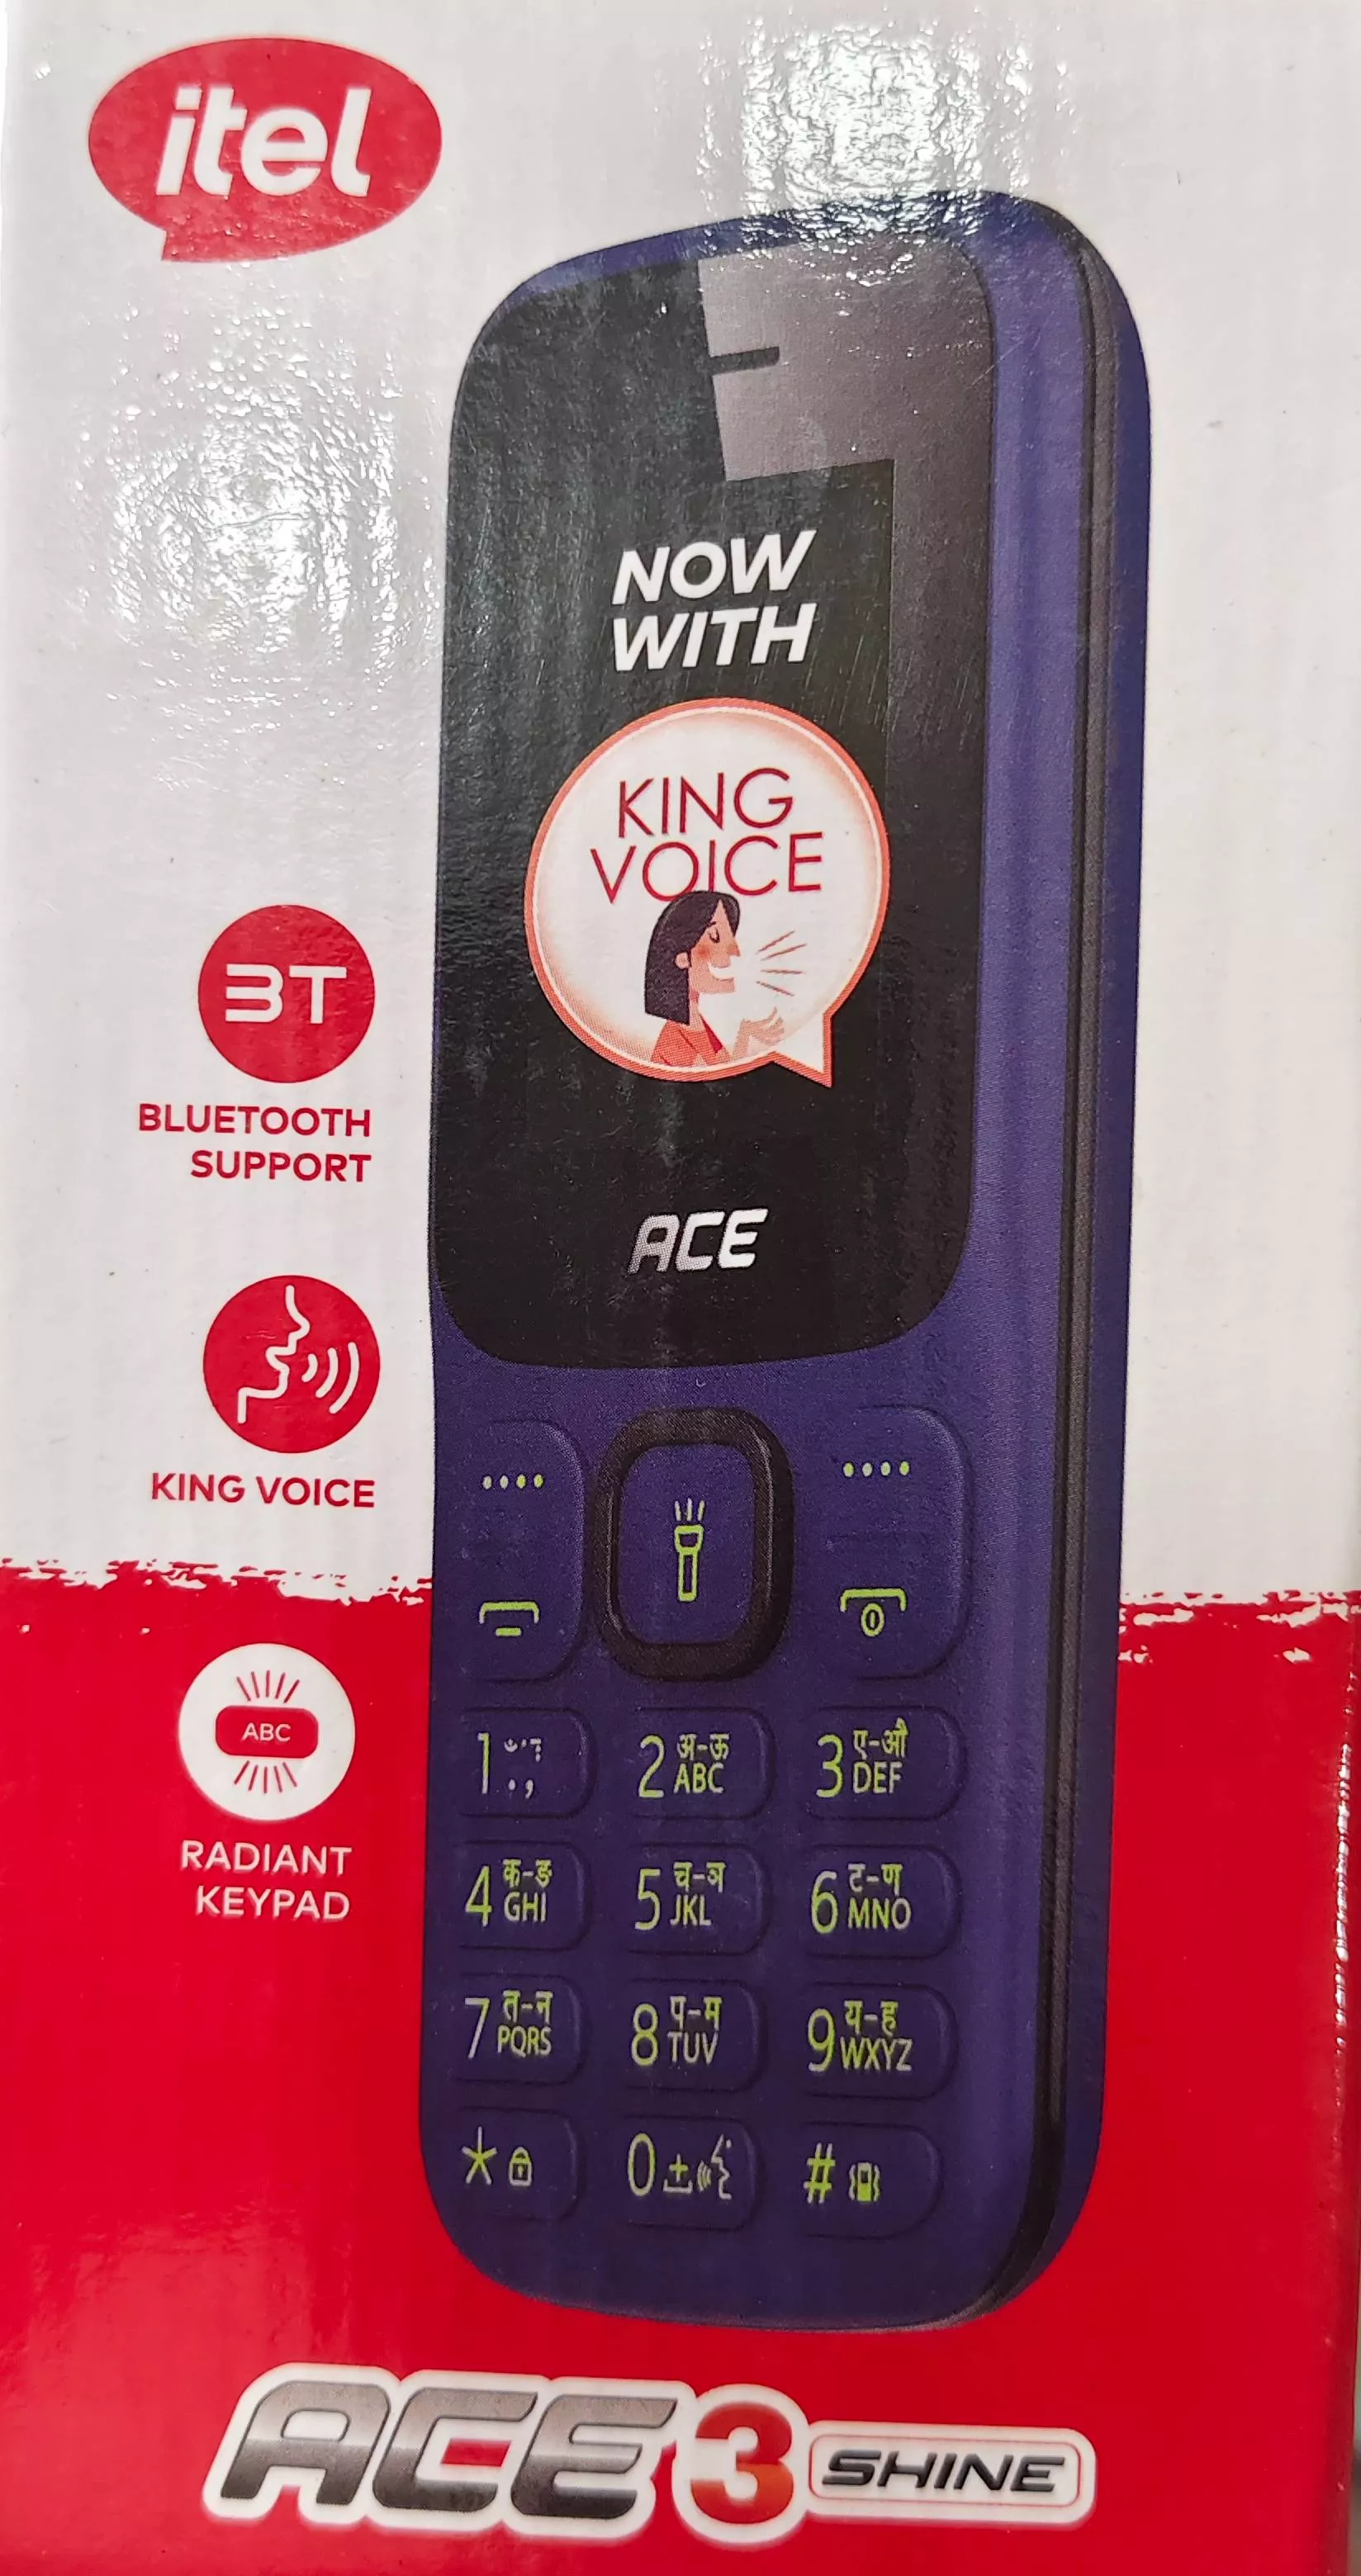 itel
NOW
WITH
KING
VOICE
BT
BLUETOOTH
SUPPORT
ACE
KING VOICE
ABC
RADIANT
KEYPAD
1 . ,
2 अ-ऊ ABC
3 ए-औ DEF
4 क-ङ GHI
5 च-ञ JKL
6 ट-ण MNO
7 त-न PQRS
8 प-म TUV
9 य-ह WXYZ
*
0 +
#
ACE 3 SHINE